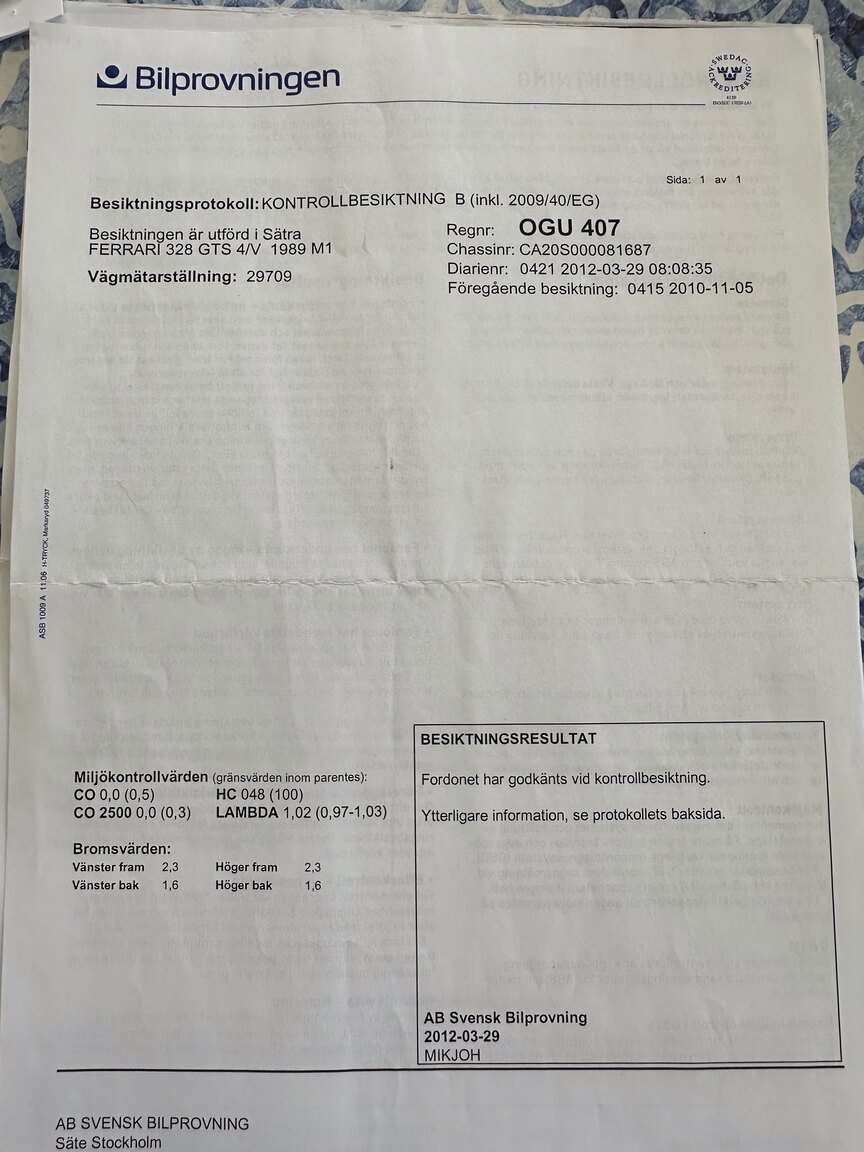 Bilprovningen
SWEDAC
ACKREDITERING
Sida: 1 av 1
Besiktningsprotokoll: KONTROLLBESIKTNING B (inkl. 2009/40/EG)
Besiktningen är utförd i Sätra
FERRARI 328 GTS 4/V 1989 M1
Vägmätarställning: 29709
Regnr: OGU 407
Chassinr: CA20S000081687
Diarienr: 0421 2012-03-29 08:08:35
Föregående besiktning: 0415 2010-11-05
ASB 1009 A 11.06 H-TRYCK, Markaryd 049737
Miljökontrollvärden (gränsvärden inom parentes):
CO 0,0 (0,5) HC 048 (100)
CO 2500 0,0 (0,3) LAMBDA 1,02 (0,97-1,03)
Bromsvärden:
Vänster fram 2,3 Höger fram 2,3
Vänster bak 1,6 Höger bak 1,6
BESIKTNINGSRESULTAT
Fordonet har godkänts vid kontrollbesiktning.
Ytterligare information, se protokollets baksida.
AB Svensk Bilprovning
2012-03-29
MIKJOH
AB SVENSK BILPROVNING
Säte Stockholm